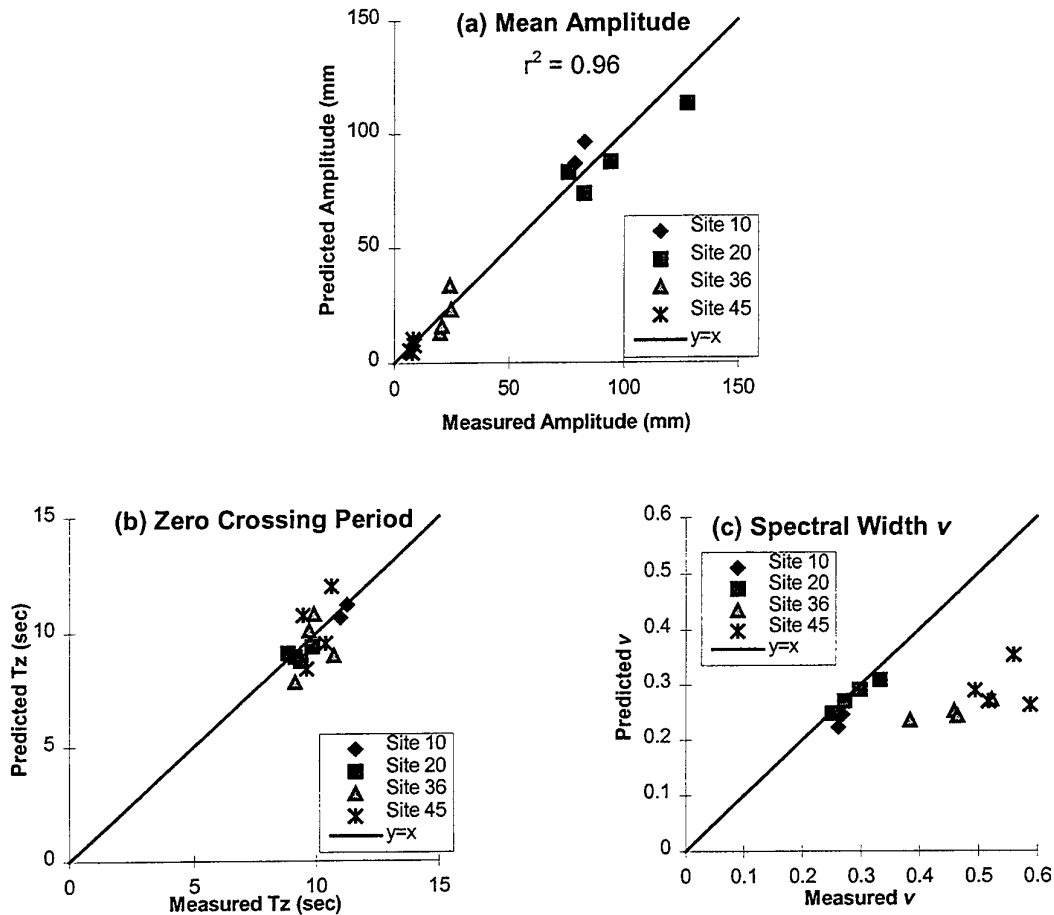 (a) Mean Amplitude
r² = 0.96
150
100
50
0
Predicted Amplitude (mm
Site 10
Site 20
Site 36
Site 45
y=x
0 50 100 150
Measured Amplitude (mm)
(b) Zero Crossing Period
15
10
5
0
Predicted Tz (sec)
Site 10
Site 20
Site 36
Site 45
y=x
0 5 10 15
Measured Tz (sec)
(c) Spectral Width v
0.6
0.5
0.4
0.3
0.2
0.1
0
Predicted v
Site 10
Site 20
Site 36
Site 45
y=x
0 0.1 0.2 0.3 0.4 0.5 0.6
Measured v